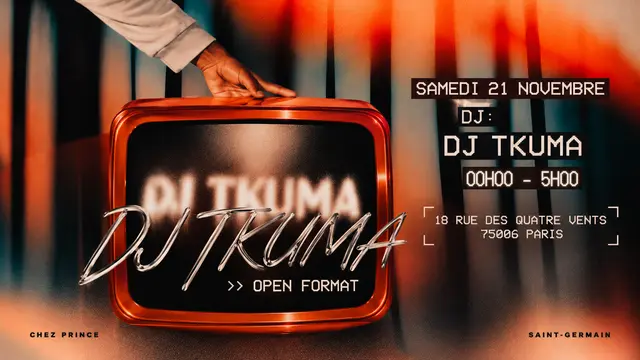 SAMEDI 21 NOVEMBRE
DJ:
DJ TKUMA
00H00 - 5H00
18 RUE DES QUATRE VENTS
75006 PARIS
DJ TKUMA
DJ TKUMA
>> OPEN FORMAT
CHEZ PRINCE
SAINT-GERMAIN